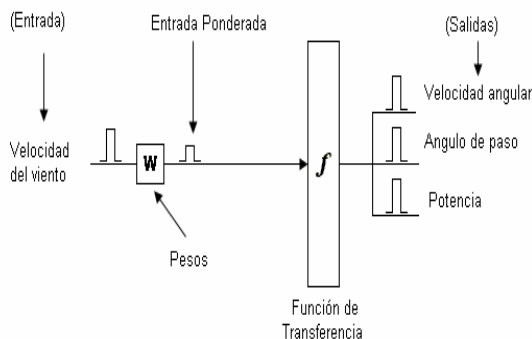 (Entrada)
Entrada Ponderada
(Salidas)
Velocidad angular
Velocidad
del viento
W
f
Angulo de paso
Potencia
Pesos
Función de
Transferencia